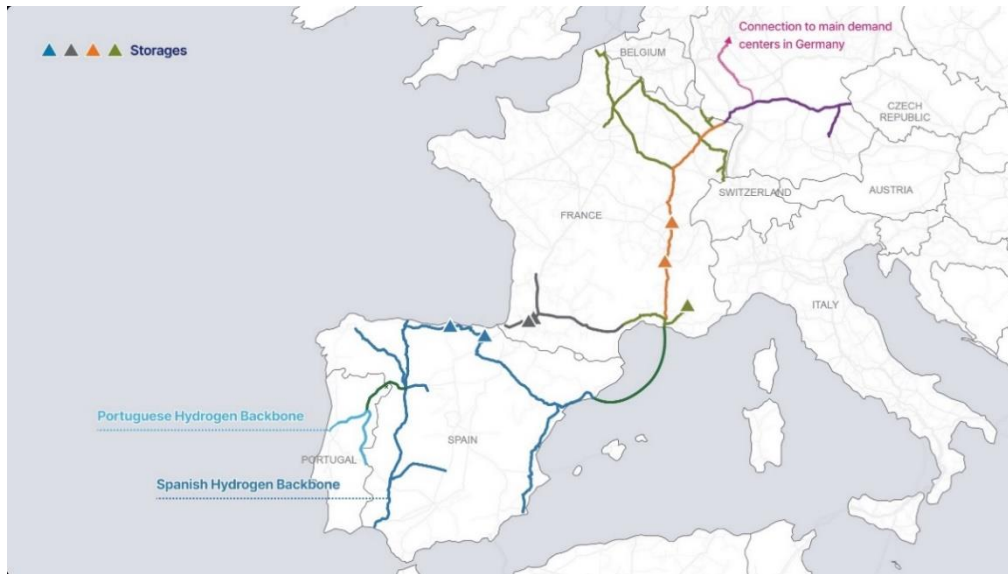 Storages
Connection to main demand
centers in Germany
BELGIUM
CZECH
REPUBLIC
SWITZERLAND
AUSTRIA
FRANCE
ITALY
Portuguese Hydrogen Backbone
SPAIN
PORTUGAL
Spanish Hydrogen Backbone